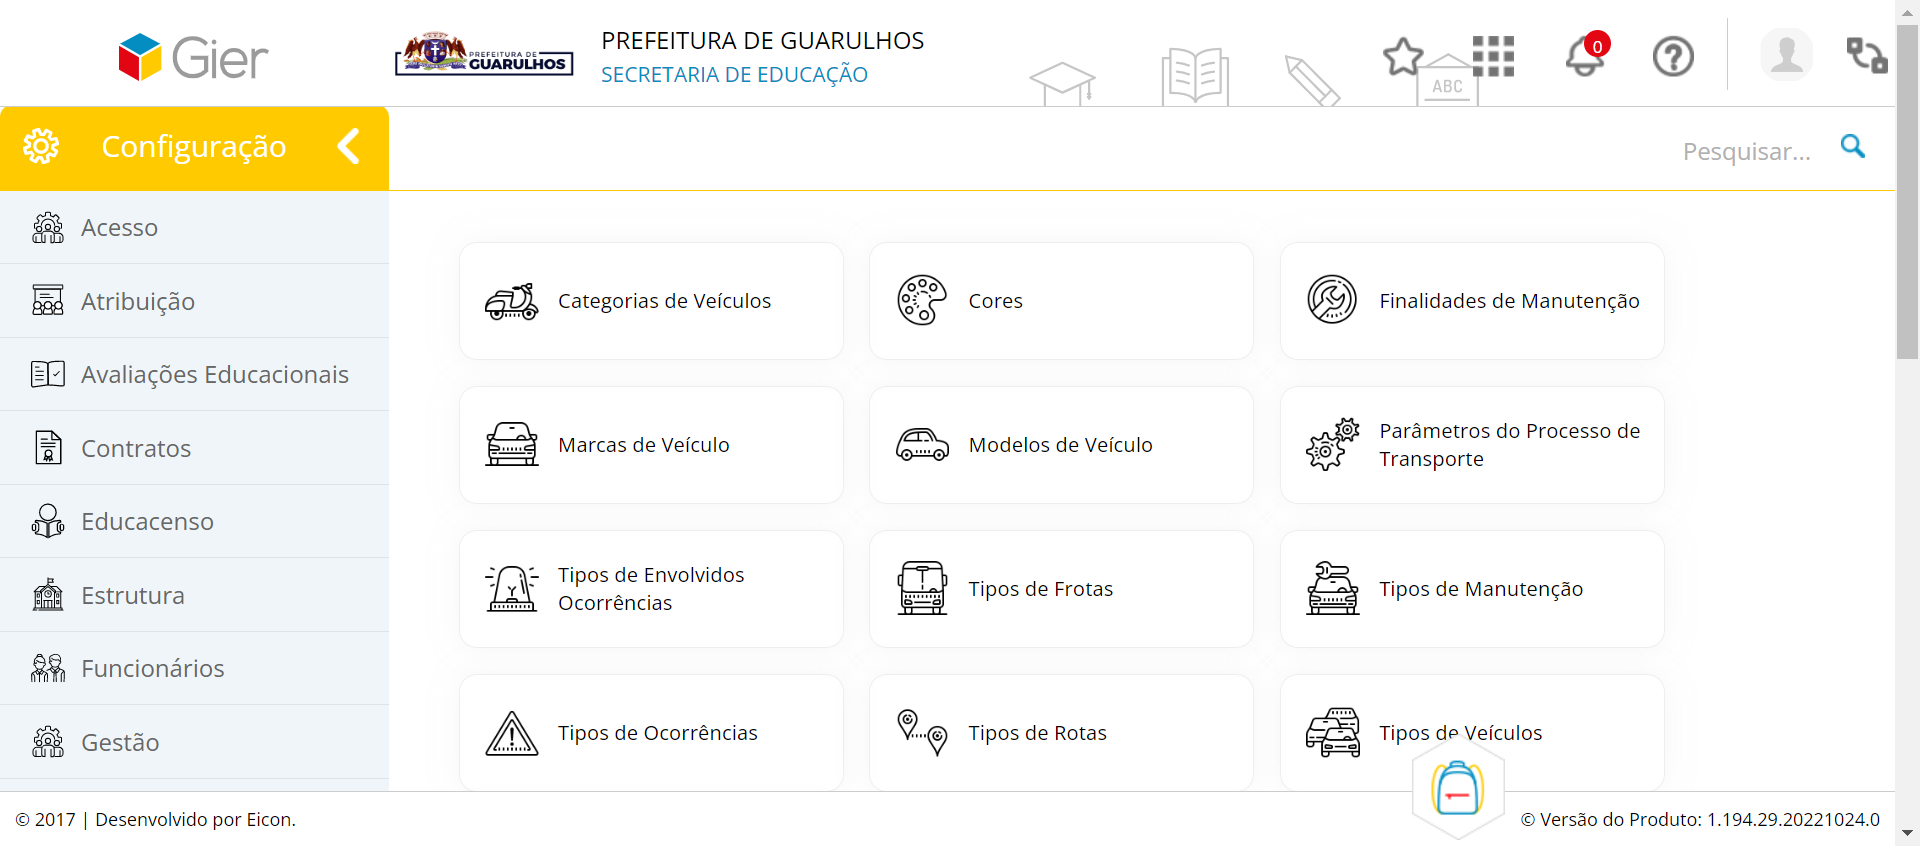 Gier
PREFEITURA DE
GUARULHOS
PREFEITURA DE GUARULHOS
SECRETARIA DE EDUCAÇÃO
ABC
0
Configuração
Pesquisar...
Acesso
Atribuição
Avaliações Educacionais
Contratos
Educacenso
Estrutura
Funcionários
Gestão
Categorias de Veículos
Cores
Finalidades de Manutenção
Marcas de Veículo
Modelos de Veículo
Parâmetros do Processo de
Transporte
Tipos de Envolvidos
Ocorrências
Tipos de Frotas
Tipos de Manutenção
Tipos de Ocorrências
Tipos de Rotas
Tipos de Veículos
© 2017 | Desenvolvido por Eicon.
© Versão do Produto: 1.194.29.20221024.0